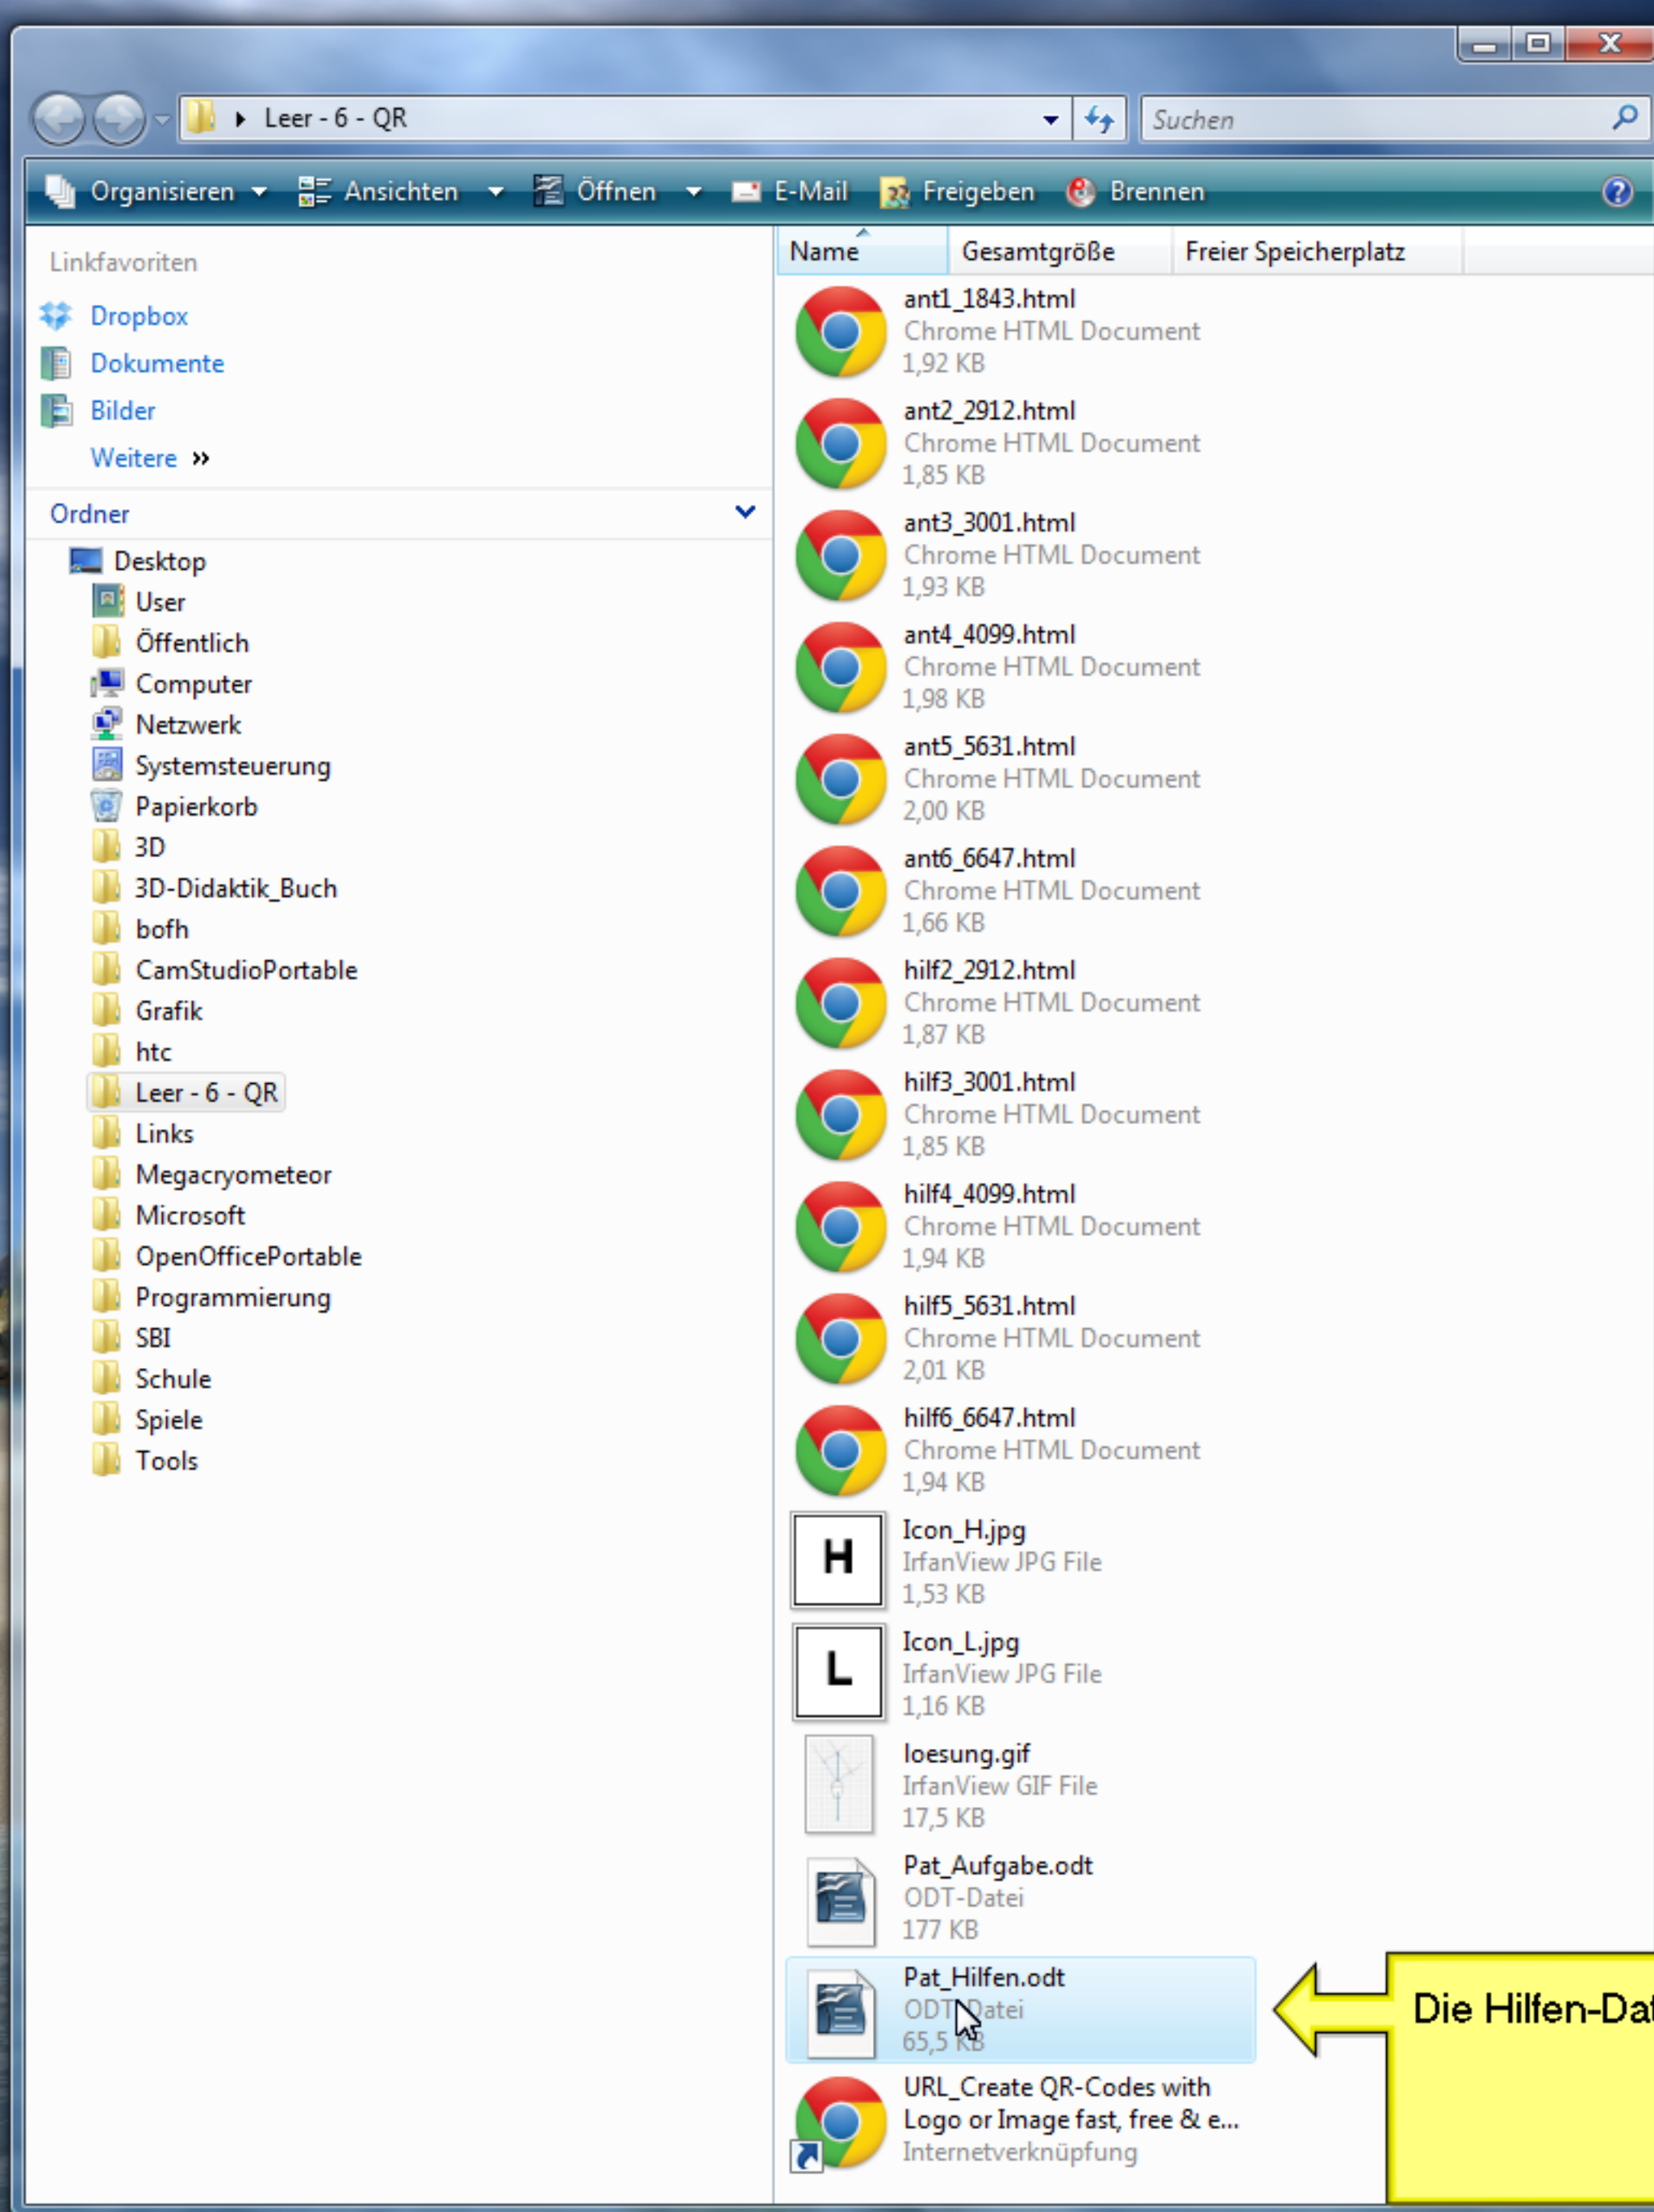 Leer - 6 - QR
Suchen
Organisieren Ansichten Öffnen E-Mail Freigeben Brennen
Linkfavoriten
Dropbox
Dokumente
Bilder
Weitere »
Ordner
Desktop
User
Öffentlich
Computer
Netzwerk
Systemsteuerung
Papierkorb
3D
3D-Didaktik_Buch
bofh
CamStudioPortable
Grafik
htc
Leer - 6 - QR
Links
Megacryometeor
Microsoft
OpenOfficePortable
Programmierung
SBI
Schule
Spiele
Tools
Name Gesamtgröße Freier Speicherplatz
ant1_1843.html
Chrome HTML Document
1,92 KB
ant2_2912.html
Chrome HTML Document
1,85 KB
ant3_3001.html
Chrome HTML Document
1,93 KB
ant4_4099.html
Chrome HTML Document
1,98 KB
ant5_5631.html
Chrome HTML Document
2,00 KB
ant6_6647.html
Chrome HTML Document
1,66 KB
hilf2_2912.html
Chrome HTML Document
1,87 KB
hilf3_3001.html
Chrome HTML Document
1,85 KB
hilf4_4099.html
Chrome HTML Document
1,94 KB
hilf5_5631.html
Chrome HTML Document
2,01 KB
hilf6_6647.html
Chrome HTML Document
1,94 KB
H
Icon_H.jpg
IrfanView JPG File
1,53 KB
L
Icon_L.jpg
IrfanView JPG File
1,16 KB
loesung.gif
IrfanView GIF File
17,5 KB
Pat_Aufgabe.odt
ODT-Datei
177 KB
Pat_Hilfen.odt
ODT-Datei
65,5 KB
URL_Create QR-Codes with
Logo or Image fast, free & e...
Internetverknüpfung
Die Hilfen-Dat